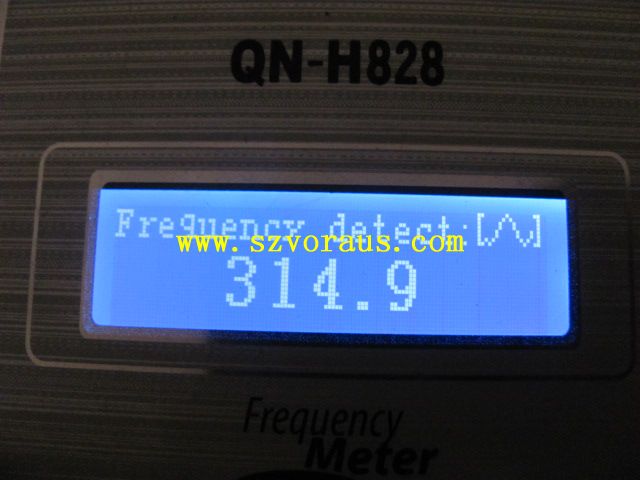 QN-H828
Frequency detect:
www.szvoraus.com
314.9
Frequency
Meter